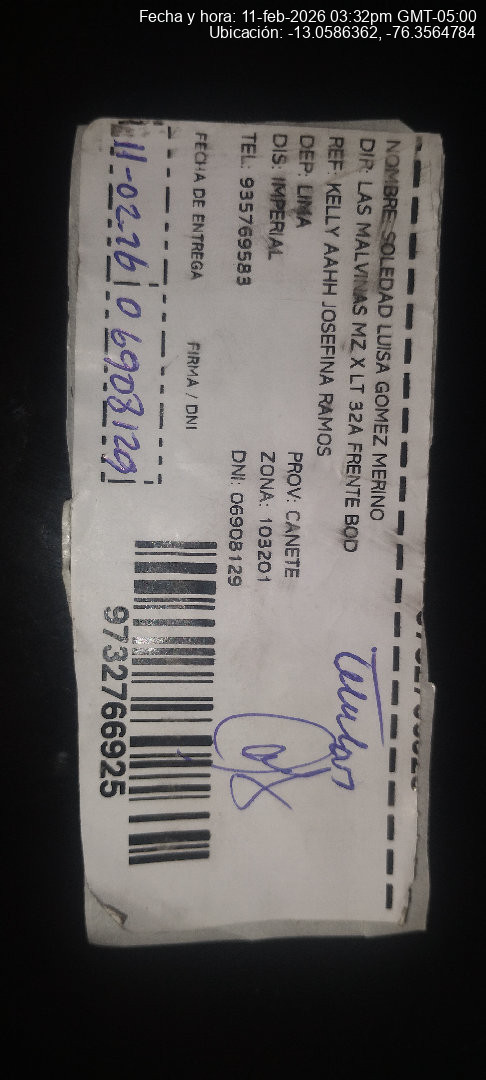 Fecha y hora: 11-feb-2026 03:32pm GMT-05:00
Ubicación: -13.0586362, -76.3564784
NOMBRE: SOLEDAD LUISA GOMEZ MERINO
DIR: LAS MALVINAS MZ X LT 32A FRENTE BOD
REF: KELLY AAHH JOSEFINA RAMOS
DEP: LIMA PROV: CANETE
DIS: IMPERIAL ZONA: 103201
TEL: 935769583 DNI: 06908129
FECHA DE ENTREGA FIRMA / DNI
11-02-26 06908129
Titular
9732766925